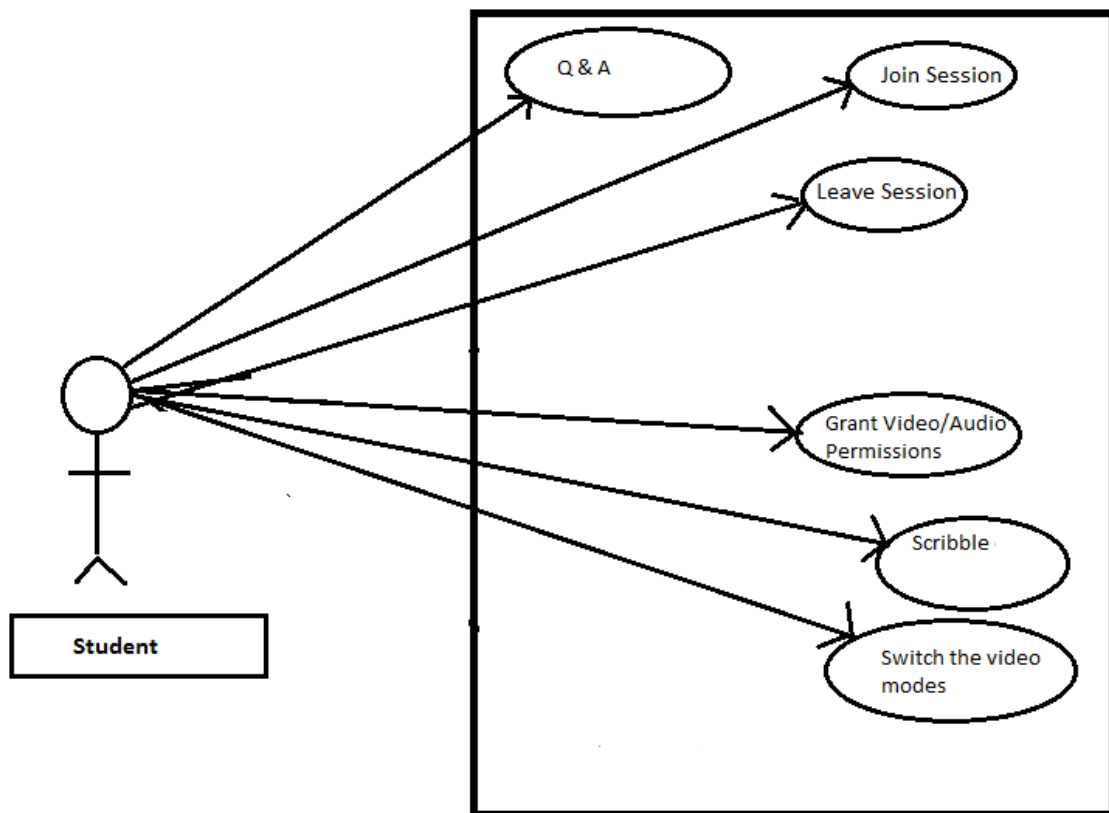 Q & A
Join Session
Leave Session
Grant Video/Audio
Permissions
Scribble
Student
Switch the video
modes